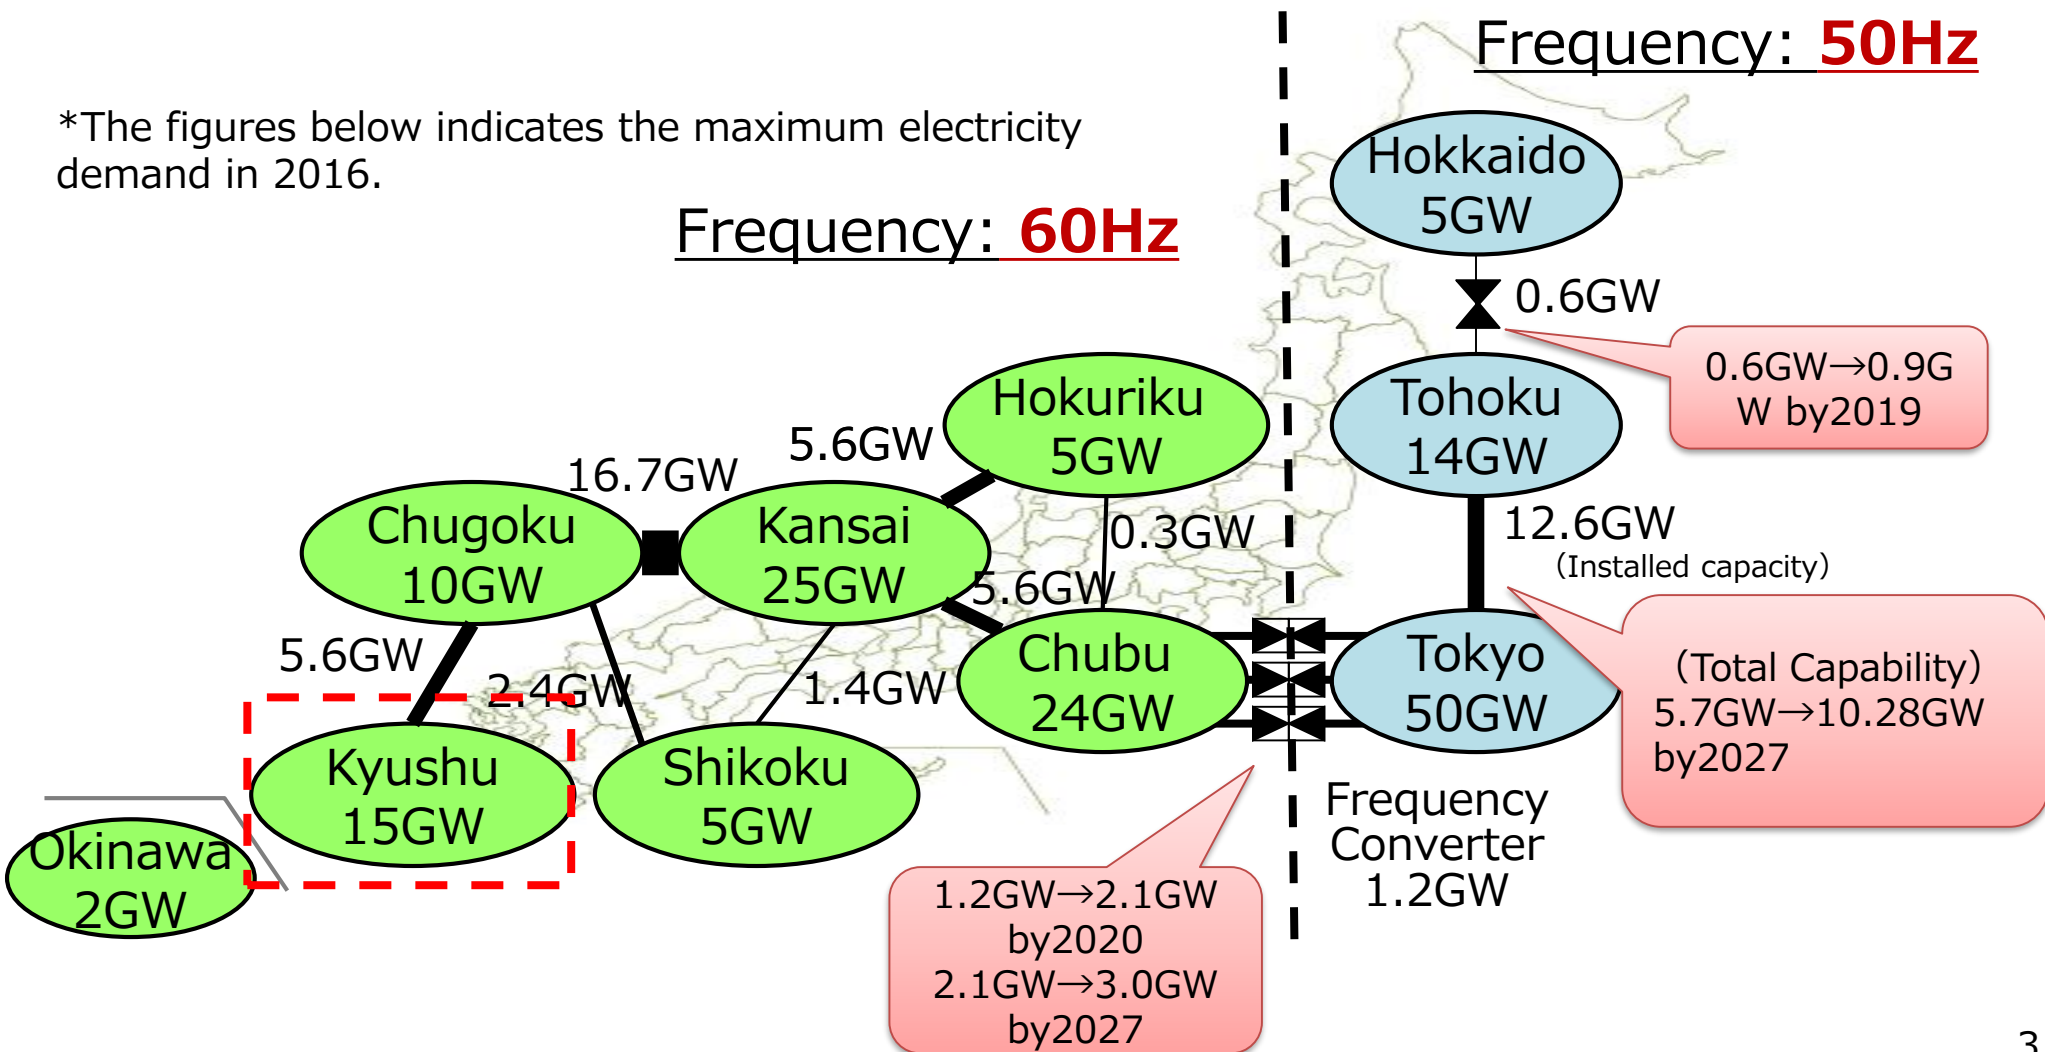 Frequency: 50Hz
*The figures below indicates the maximum electricity
demand in 2016.
Frequency: 60Hz
Hokkaido
5GW
0.6GW
0.6GW→0.9G
W by2019
Hokuriku
5GW
Tohoku
14GW
5.6GW
16.7GW
Chugoku
10GW
Kansai
25GW
0.3GW
12.6GW
（Installed capacity）
5.6GW
5.6GW
2.4GW
1.4GW
Chubu
24GW
Tokyo
50GW
（Total Capability）
5.7GW→10.28GW
by2027
Kyushu
15GW
Shikoku
5GW
Okinawa
2GW
Frequency
Converter
1.2GW
1.2GW→2.1GW
by2020
2.1GW→3.0GW
by2027
3